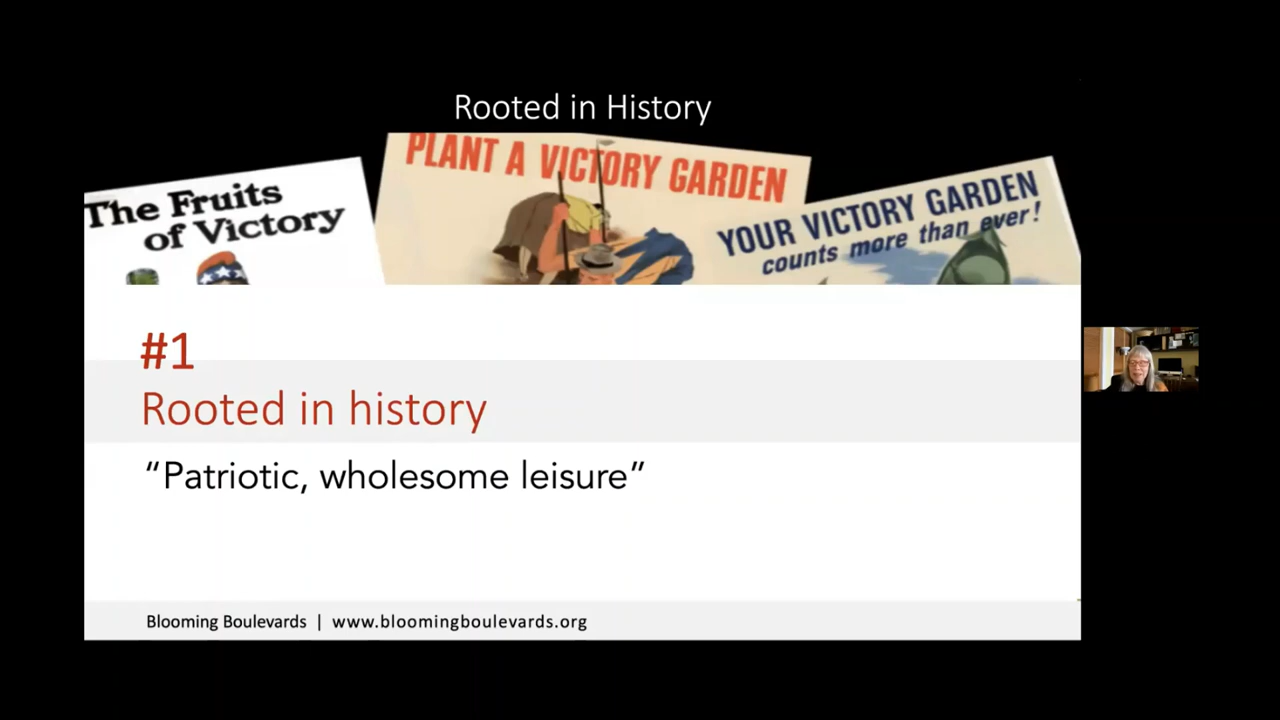 Rooted in History
The Fruits
of Victory
PLANT A VICTORY GARDEN
YOUR VICTORY GARDEN
counts more than ever!
#1
Rooted in history
“Patriotic, wholesome leisure”
Blooming Boulevards | www.bloomingboulevards.org